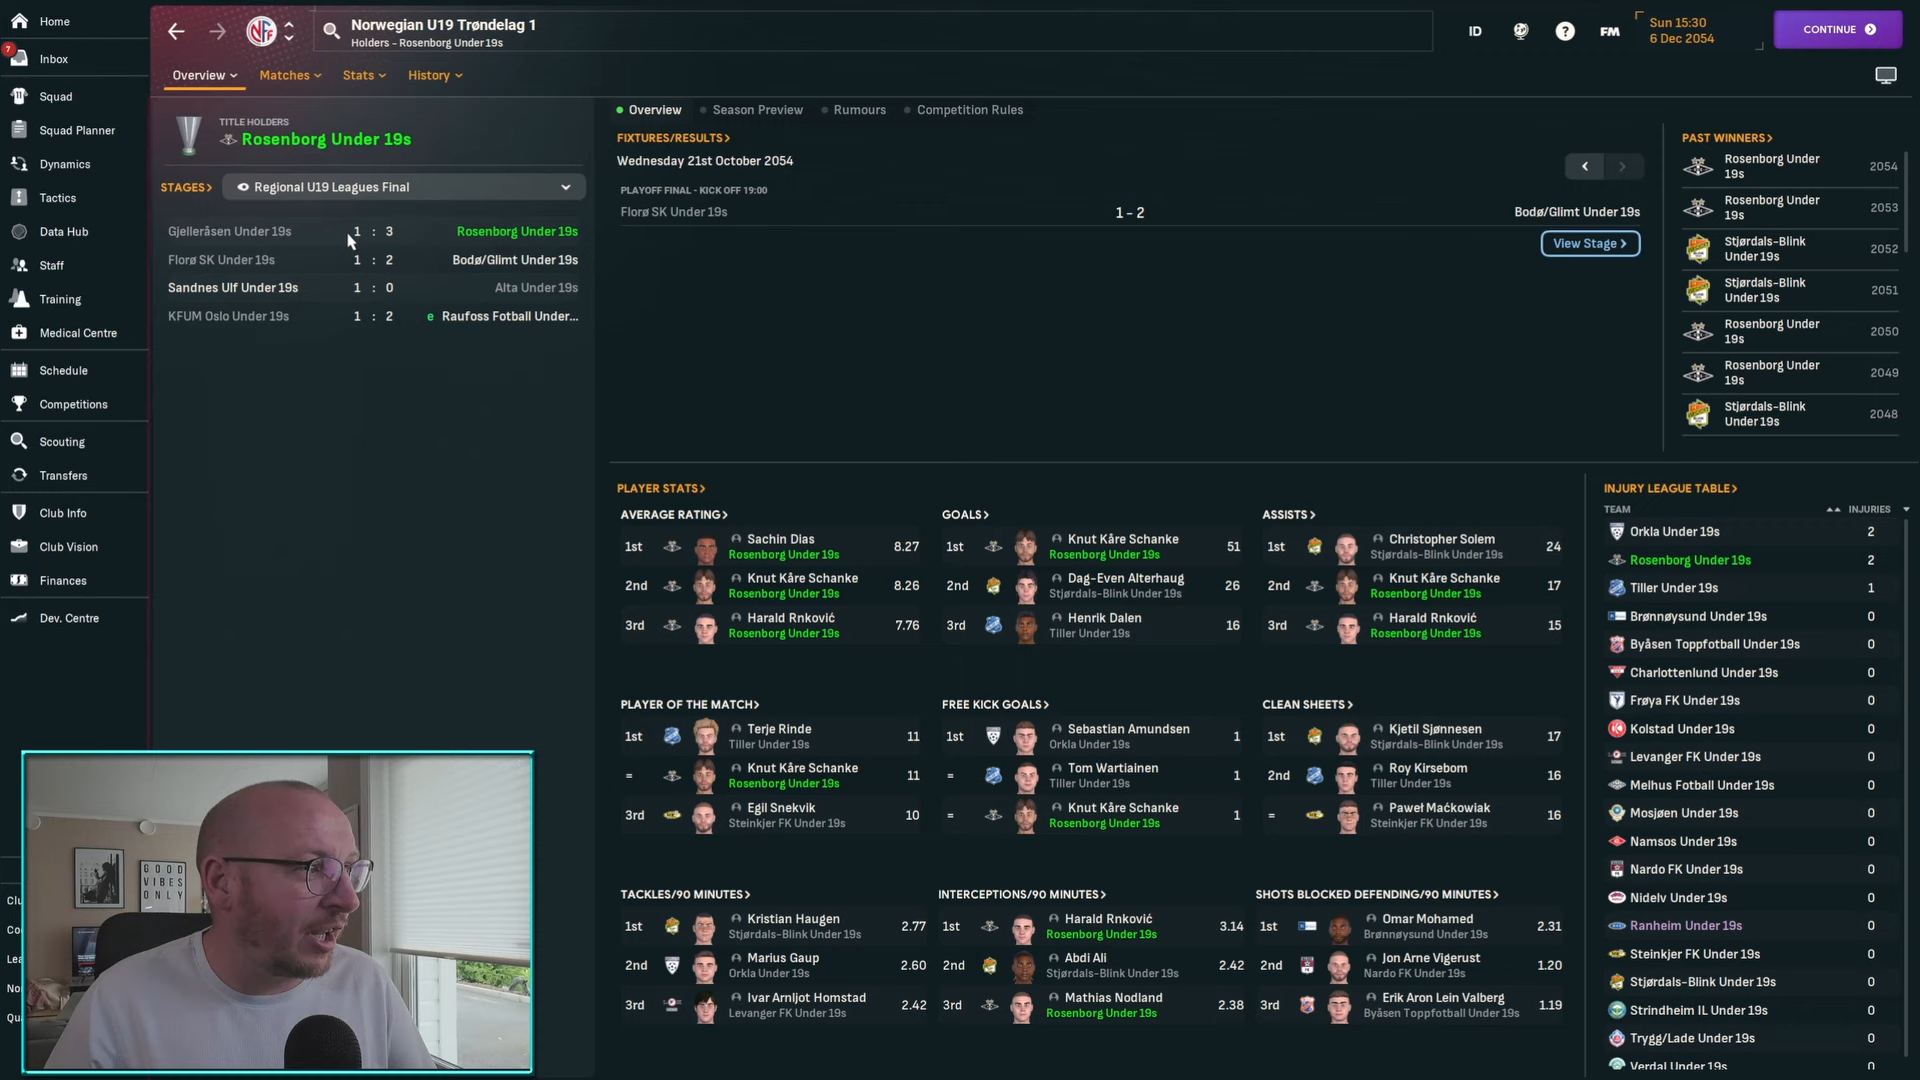 Home
7
Inbox
Squad
Squad Planner
Dynamics
Tactics
Data Hub
Staff
Training
Medical Centre
Schedule
Competitions
Scouting
Transfers
Club Info
Club Vision
Finances
Dev. Centre
Norwegian U19 Trøndelag 1
Holders - Rosenborg Under 19s
ID
FM
Sun 15:30
6 Dec 2054
CONTINUE
Overview
Matches
Stats
History
TITLE HOLDERS
Rosenborg Under 19s
STAGES>
Regional U19 Leagues Final
Gjelleråsen Under 19s 1 : 3 Rosenborg Under 19s
Florø SK Under 19s 1 : 2 Bodø/Glimt Under 19s
Sandnes Ulf Under 19s 1 : 0 Alta Under 19s
KFUM Oslo Under 19s 1 : 2 e Raufoss Fotball Under...
Overview
Season Preview
Rumours
Competition Rules
FIXTURES/RESULTS>
Wednesday 21st October 2054
PLAYOFF FINAL - KICK OFF 19:00
Florø SK Under 19s 1 - 2 Bodø/Glimt Under 19s
View Stage >
PAST WINNERS>
Rosenborg Under 19s 2054
Rosenborg Under 19s 2053
Stjørdals-Blink Under 19s 2052
Stjørdals-Blink Under 19s 2051
Rosenborg Under 19s 2050
Rosenborg Under 19s 2049
Stjørdals-Blink Under 19s 2048
PLAYER STATS>
AVERAGE RATING>
1st Sachin Dias 8.27
Rosenborg Under 19s
2nd Knut Kåre Schanke 8.26
Rosenborg Under 19s
3rd Harald Rnković 7.76
Rosenborg Under 19s
GOALS>
1st Knut Kåre Schanke 51
Rosenborg Under 19s
2nd Dag-Even Alterhaug 26
Stjørdals-Blink Under 19s
3rd Henrik Dalen 16
Tiller Under 19s
ASSISTS>
1st Christopher Solem 24
Stjørdals-Blink Under 19s
2nd Knut Kåre Schanke 17
Rosenborg Under 19s
3rd Harald Rnković 15
Rosenborg Under 19s
PLAYER OF THE MATCH>
1st Terje Rinde 11
Tiller Under 19s
= Knut Kåre Schanke 11
Rosenborg Under 19s
3rd Egil Snekvik 10
Steinkjer FK Under 19s
FREE KICK GOALS>
1st Sebastian Amundsen 1
Orkla Under 19s
= Tom Wartiainen 1
Tiller Under 19s
= Knut Kåre Schanke 1
Rosenborg Under 19s
CLEAN SHEETS>
1st Kjetil Sjønnesen 17
Stjørdals-Blink Under 19s
2nd Roy Kirsebom 16
Tiller Under 19s
= Paweł Maćkowiak 16
Steinkjer FK Under 19s
TACKLES/90 MINUTES>
1st Kristian Haugen 2.77
Stjørdals-Blink Under 19s
2nd Marius Gaup 2.60
Orkla Under 19s
3rd Ivar Arnljot Homstad 2.42
Levanger FK Under 19s
INTERCEPTIONS/90 MINUTES>
1st Harald Rnković 3.14
Rosenborg Under 19s
2nd Abdi Ali 2.42
Stjørdals-Blink Under 19s
3rd Mathias Nodland 2.38
Rosenborg Under 19s
SHOTS BLOCKED DEFENDING/90 MINUTES>
1st Omar Mohamed 2.31
Brønnøysund Under 19s
2nd Jon Arne Vigerust 1.20
Nardo FK Under 19s
3rd Erik Aron Lein Valberg 1.19
Byåsen Toppfotball Under 19s
INJURY LEAGUE TABLE>
TEAM INJURIES
Orkla Under 19s 2
Rosenborg Under 19s 2
Tiller Under 19s 1
Brønnøysund Under 19s 0
Byåsen Toppfotball Under 19s 0
Charlottenlund Under 19s 0
Frøya FK Under 19s 0
Kolstad Under 19s 0
Levanger FK Under 19s 0
Melhus Fotball Under 19s 0
Mosjøen Under 19s 0
Namsos Under 19s 0
Nardo FK Under 19s 0
Nidelv Under 19s 0
Ranheim Under 19s 0
Steinkjer FK Under 19s 0
Stjørdals-Blink Under 19s 0
Strindheim IL Under 19s 0
Trygg/Lade Under 19s 0
Verdal Under 19s 0
Clu
Co
Lea
No
Qua
GOOD
VIBES
ONLY